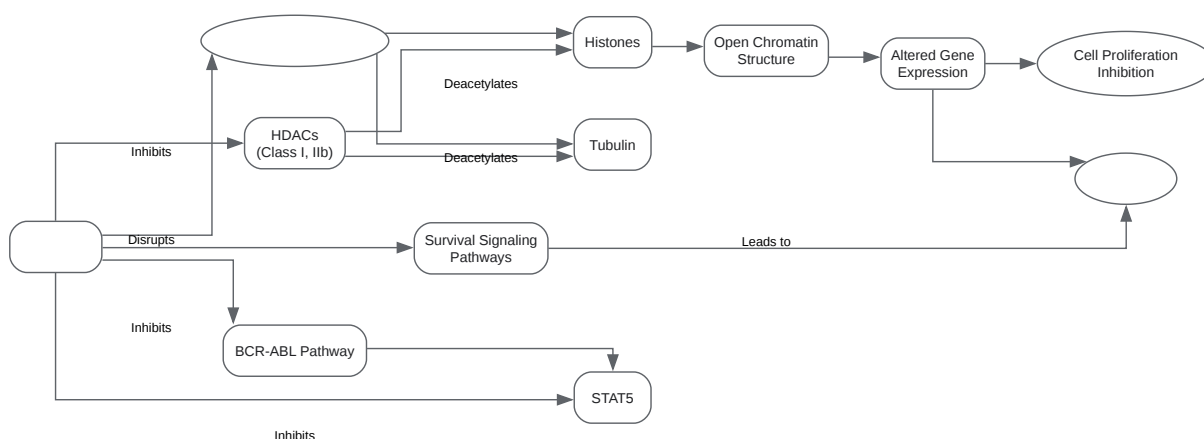 Histones
Open Chromatin
Structure
Altered Gene
Expression
Cell Proliferation
Inhibition
Deacetylates
HDACs
(Class I, IIb)
Inhibits
Deacetylates
Tubulin
Disrupts
Survival Signaling
Pathways
Leads to
Inhibits
BCR-ABL Pathway
STAT5
Inhibits